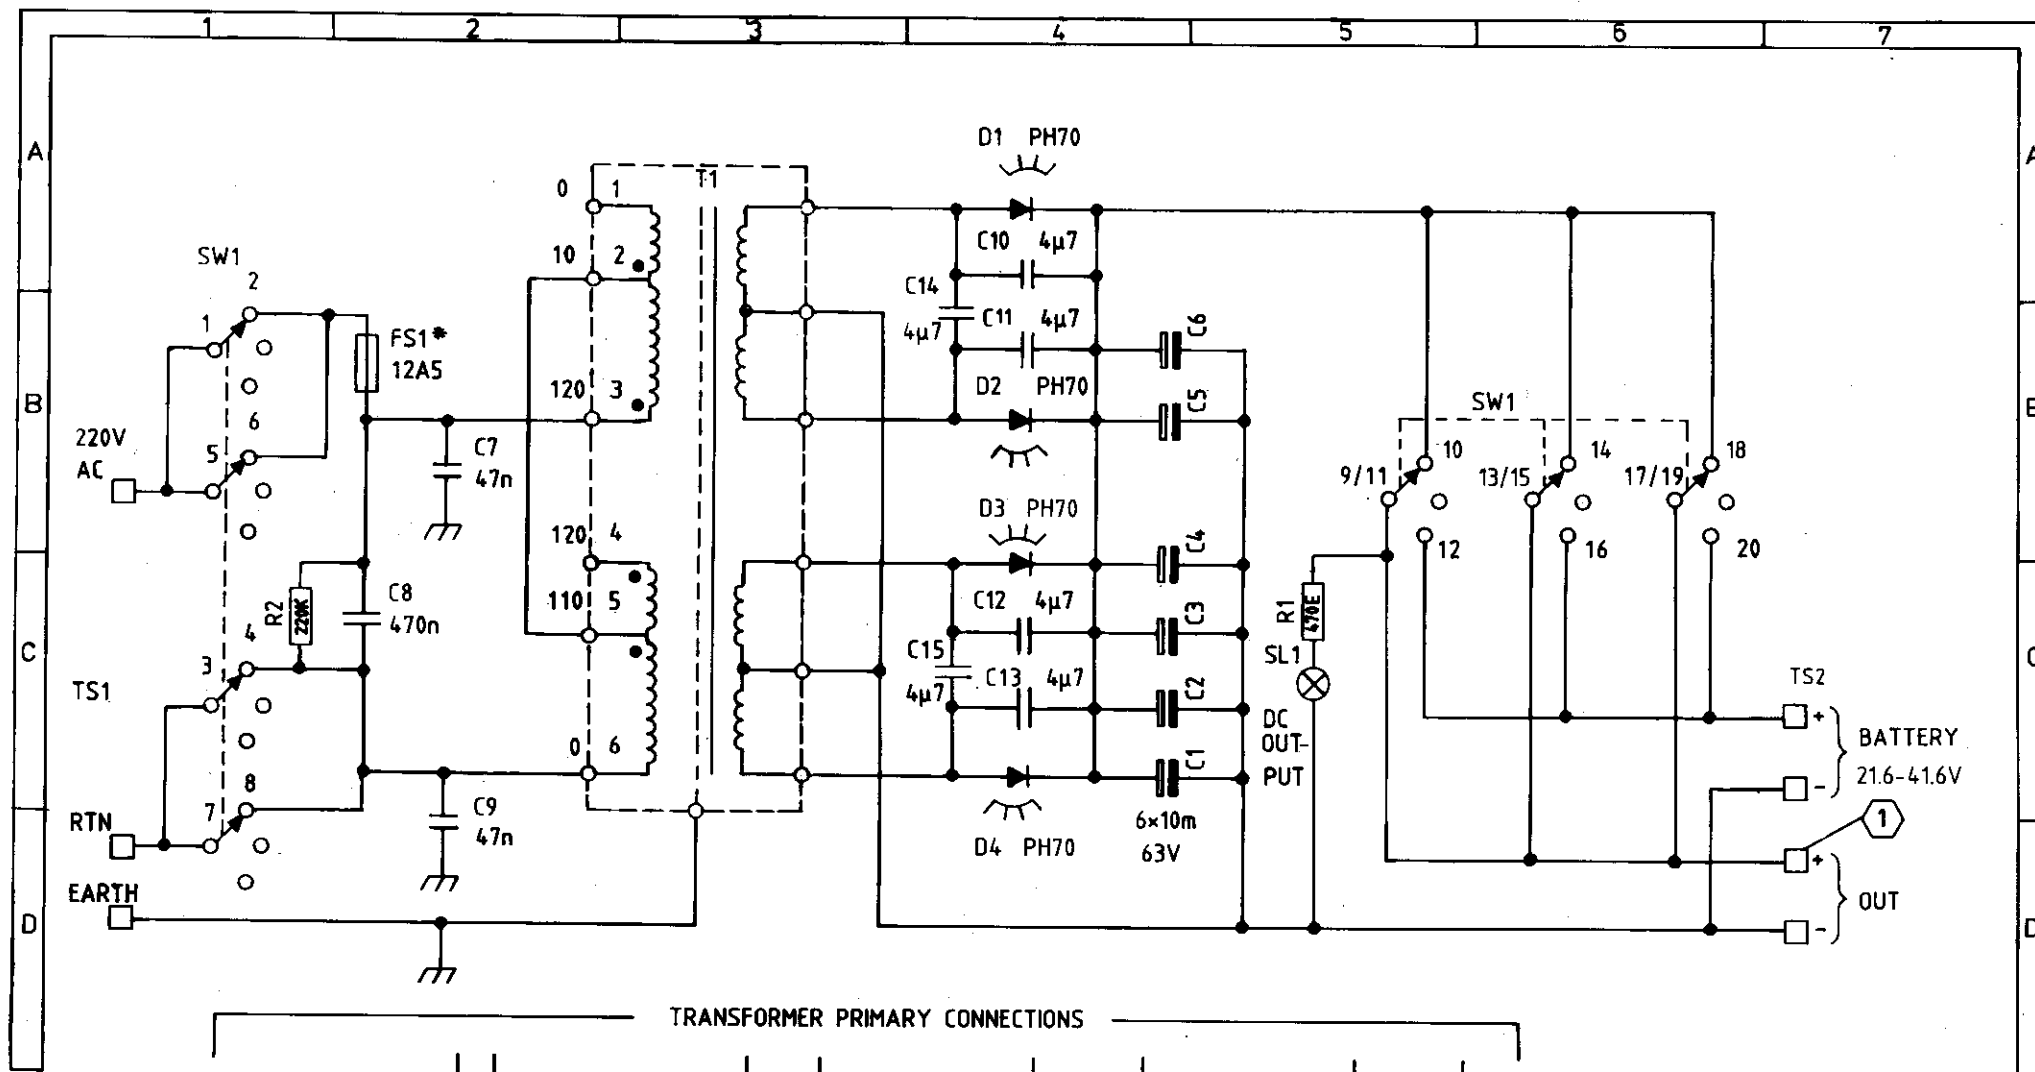 1 2 3 4 5 6 7
A
B
C
D
A
D
SW1
2
1
6
5
220V
AC
FS1*
12A5
C7
47n
R2
220K
C8
470n
4
3
TS1
8
7
RTN
EARTH
C9
47n
T1
0 1
10 2
120 3
120 4
110 5
0 6
D1 PH70
C10 4µ7
C14
4µ7
C11 4µ7
D2 PH70
D3 PH70
C12 4µ7
C15
4µ7
C13 4µ7
D4 PH70
C6
C5
C4
C3
C2
C1
6×10m
63V
DC
OUT-
PUT
R1
470E
SL1
SW1
9/11
10
12
13/15
14
16
17/19
18
20
TS2
+
-
BATTERY
21.6-41.6V
1
+
-
OUT
TRANSFORMER PRIMARY CONNECTIONS